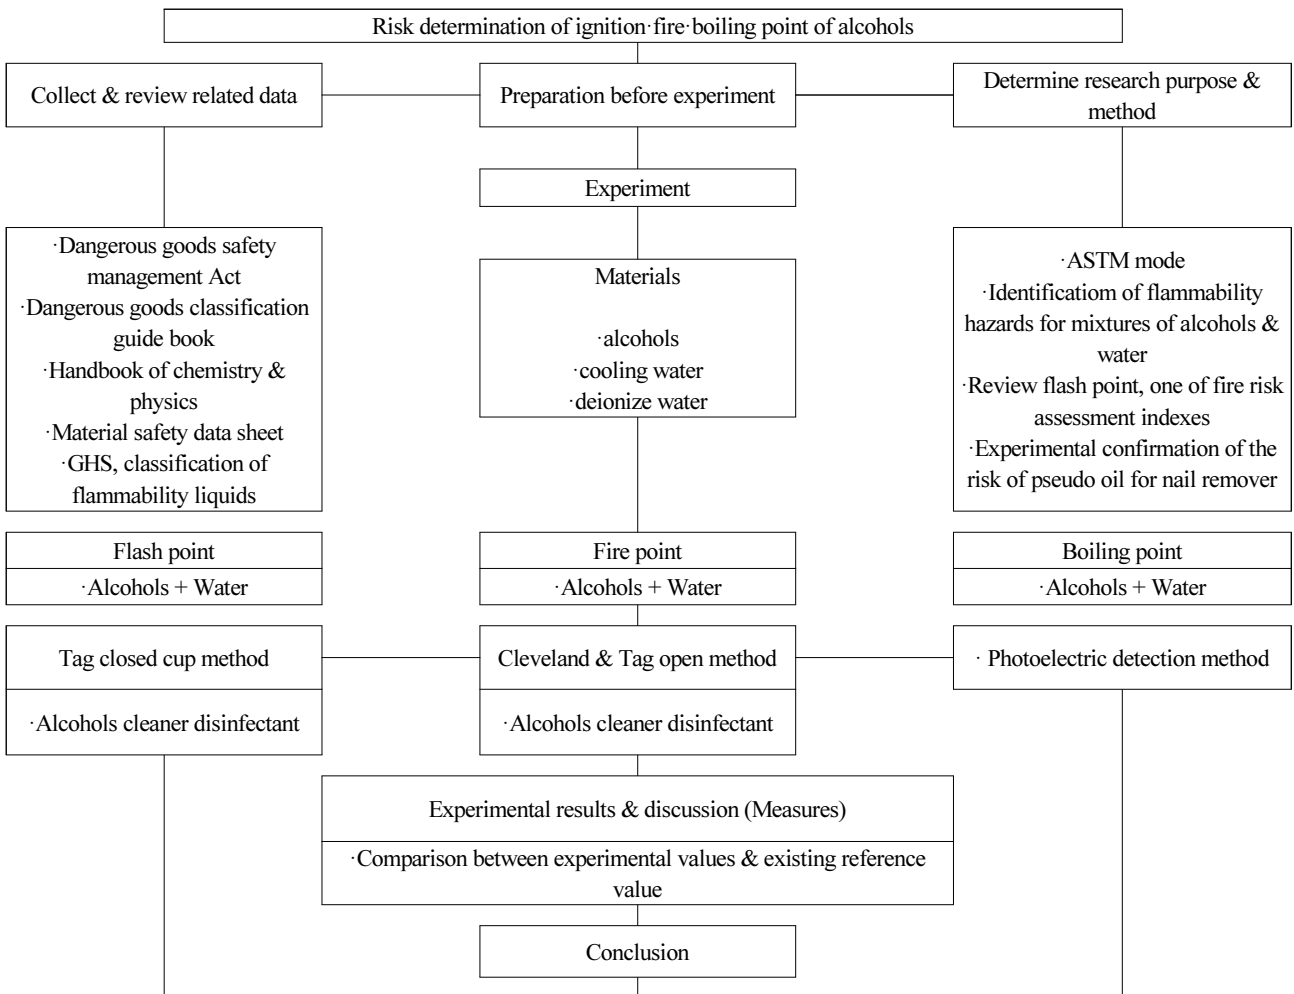 Risk determination of ignition·fire·boiling point of alcohols
Collect & review related data
Preparation before experiment
Determine research purpose &
method
Experiment
·Dangerous goods safety
management Act
·Dangerous goods classification
guide book
·Handbook of chemistry &
physics
·Material safety data sheet
·GHS, classification of
flammability liquids
Materials
·alcohols
·cooling water
·deionize water
·ASTM mode
·Identificatiom of flammability
hazards for mixtures of alcohols &
water
·Review flash point, one of fire risk
assessment indexes
·Experimental confirmation of the
risk of pseudo oil for nail remover
Flash point
·Alcohols + Water
Fire point
·Alcohols + Water
Boiling point
·Alcohols + Water
Tag closed cup method
·Alcohols cleaner disinfectant
Cleveland & Tag open method
·Alcohols cleaner disinfectant
· Photoelectric detection method
Experimental results & discussion (Measures)
·Comparison between experimental values & existing reference
value
Conclusion